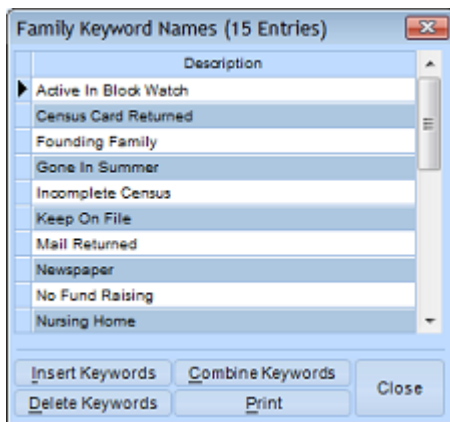 Family Keyword Names (15 Entries)
Description
Active In Block Watch
Census Card Returned
Founding Family
Gone In Summer
Incomplete Census
Keep On File
Mail Returned
Newspaper
No Fund Raising
Nursing Home
Insert Keywords Combine Keywords
Close
Delete Keywords Print